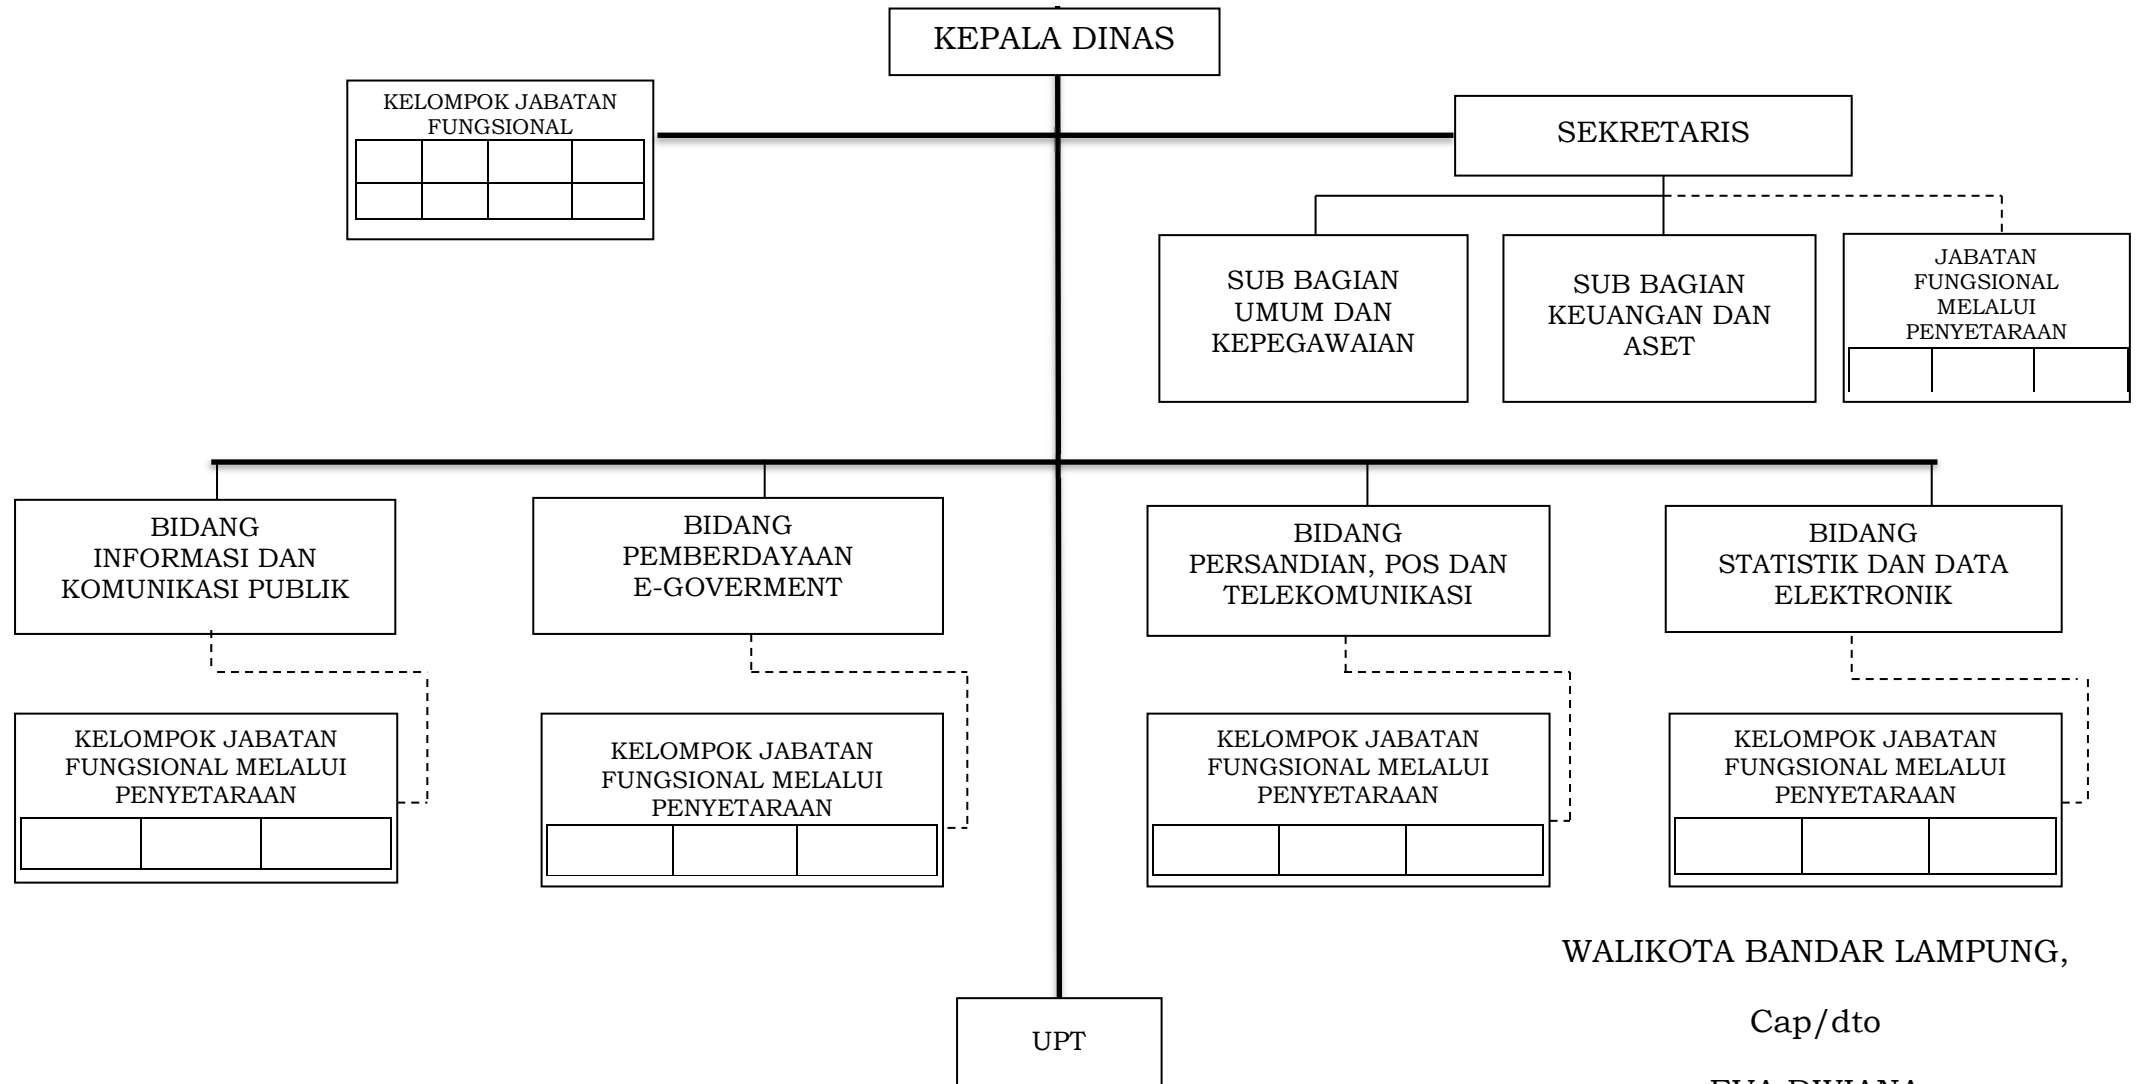 KEPALA DINAS
KELOMPOK JABATAN
FUNGSIONAL
SEKRETARIS
SUB BAGIAN
UMUM DAN
KEPEGAWAIAN
SUB BAGIAN
KEUANGAN DAN
ASET
JABATAN
FUNGSIONAL
MELALUI
PENYETARAAN
BIDANG
INFORMASI DAN
KOMUNIKASI PUBLIK
BIDANG
PEMBERDAYAAN
E-GOVERMENT
BIDANG
PERSANDIAN, POS DAN
TELEKOMUNIKASI
BIDANG
STATISTIK DAN DATA
ELEKTRONIK
KELOMPOK JABATAN
FUNGSIONAL MELALUI
PENYETARAAN
KELOMPOK JABATAN
FUNGSIONAL MELALUI
PENYETARAAN
KELOMPOK JABATAN
FUNGSIONAL MELALUI
PENYETARAAN
KELOMPOK JABATAN
FUNGSIONAL MELALUI
PENYETARAAN
WALIKOTA BANDAR LAMPUNG,
Cap/dto
EVA DWIANA
UPT